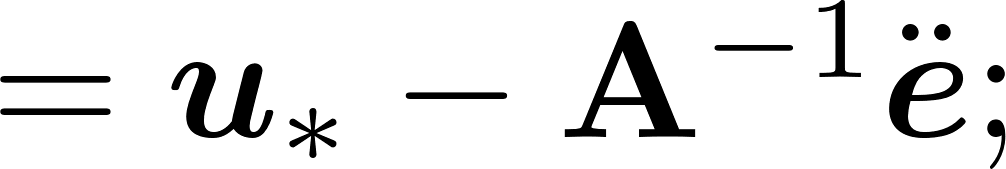 = u_* − A^{−1}ë;